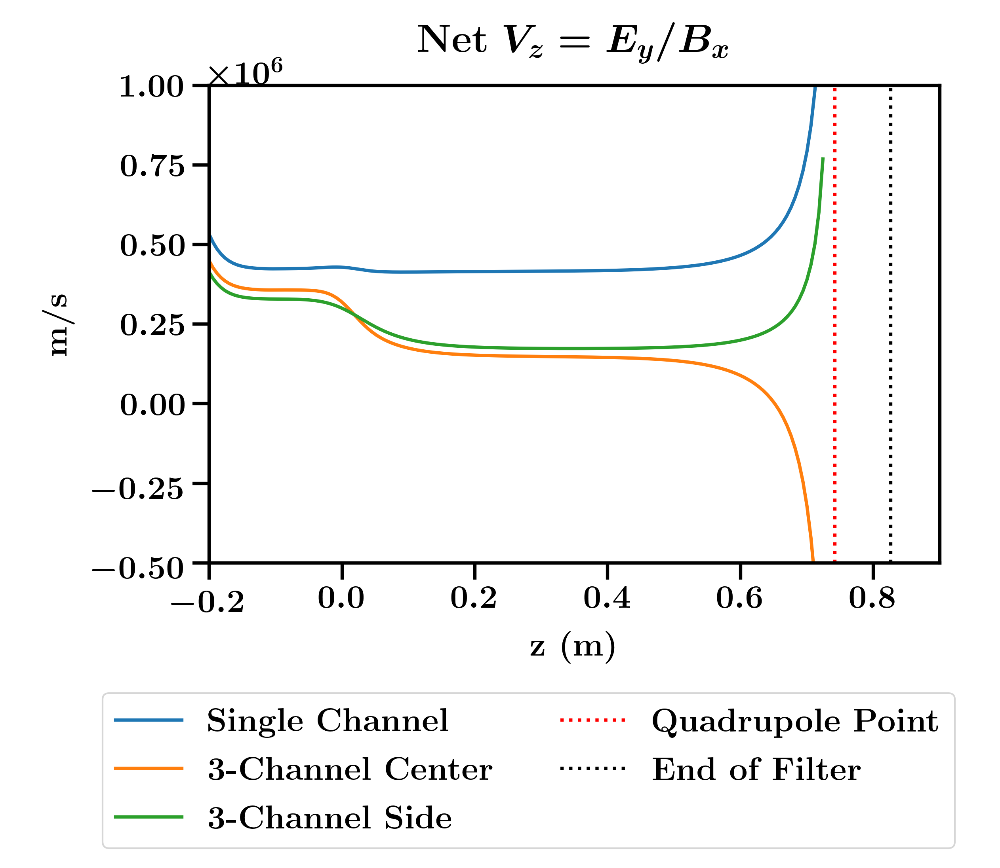 Net V_z = E_y/B_x
×10⁶
1.00
0.75
0.50
0.25
0.00
−0.25
−0.50
m/s
−0.2 0.0 0.2 0.4 0.6 0.8
z (m)
Single Channel
3-Channel Center
3-Channel Side
Quadrupole Point
End of Filter